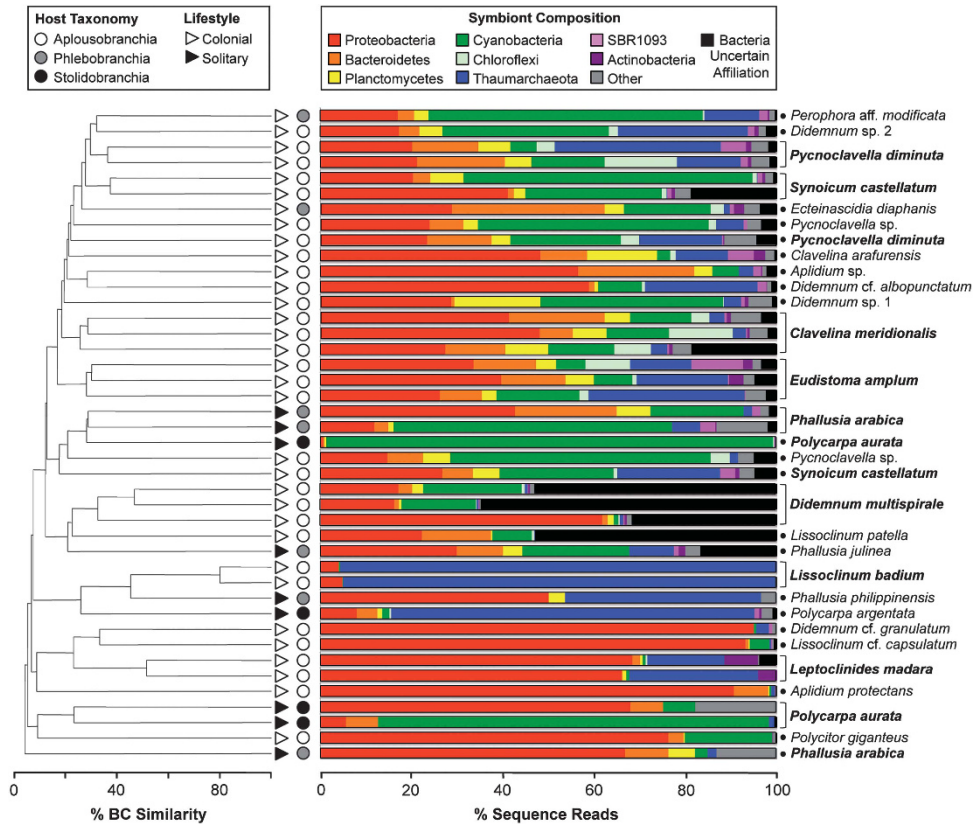 Host Taxonomy
Aplousobranchia
Phlebobranchia
Stolidobranchia
Lifestyle
Colonial
Solitary
Symbiont Composition
Proteobacteria
Bacteroidetes
Planctomycetes
Cyanobacteria
Chloroflexi
Thaumarchaeota
SBR1093
Actinobacteria
Other
Bacteria
Uncertain
Affiliation
• Perophora aff. modificata
• Didemnum sp. 2
Pycnoclavella diminuta
Synoicum castellatum
• Ecteinascidia diaphanis
• Pycnoclavella sp.
• Pycnoclavella diminuta
• Clavelina arafurensis
• Aplidium sp.
• Didemnum cf. albopunctatum
• Didemnum sp. 1
Clavelina meridionalis
Eudistoma amplum
Phallusia arabica
• Polycarpa aurata
• Pycnoclavella sp.
• Synoicum castellatum
Didemnum multispirale
• Lissoclinum patella
• Phallusia julinea
Lissoclinum badium
• Phallusia philippinensis
• Polycarpa argentata
• Didemnum cf. granulatum
• Lissoclinum cf. capsulatum
Leptoclinides madara
• Aplidium protectans
Polycarpa aurata
• Polycitor giganteus
• Phallusia arabica
0 20 40 60 80 100
% BC Similarity
0 20 40 60 80 100
% Sequence Reads